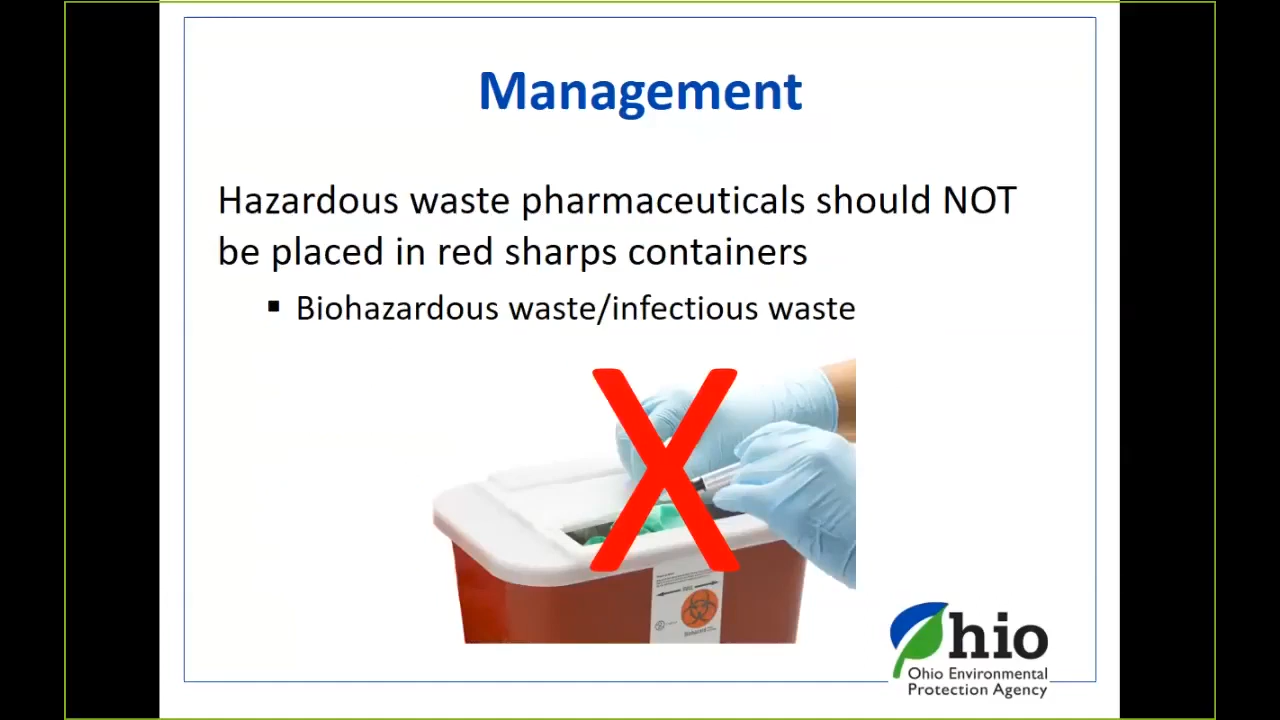 Management
Hazardous waste pharmaceuticals should NOT
be placed in red sharps containers
▪ Biohazardous waste/infectious waste
X
Ohio
Ohio Environmental
Protection Agency